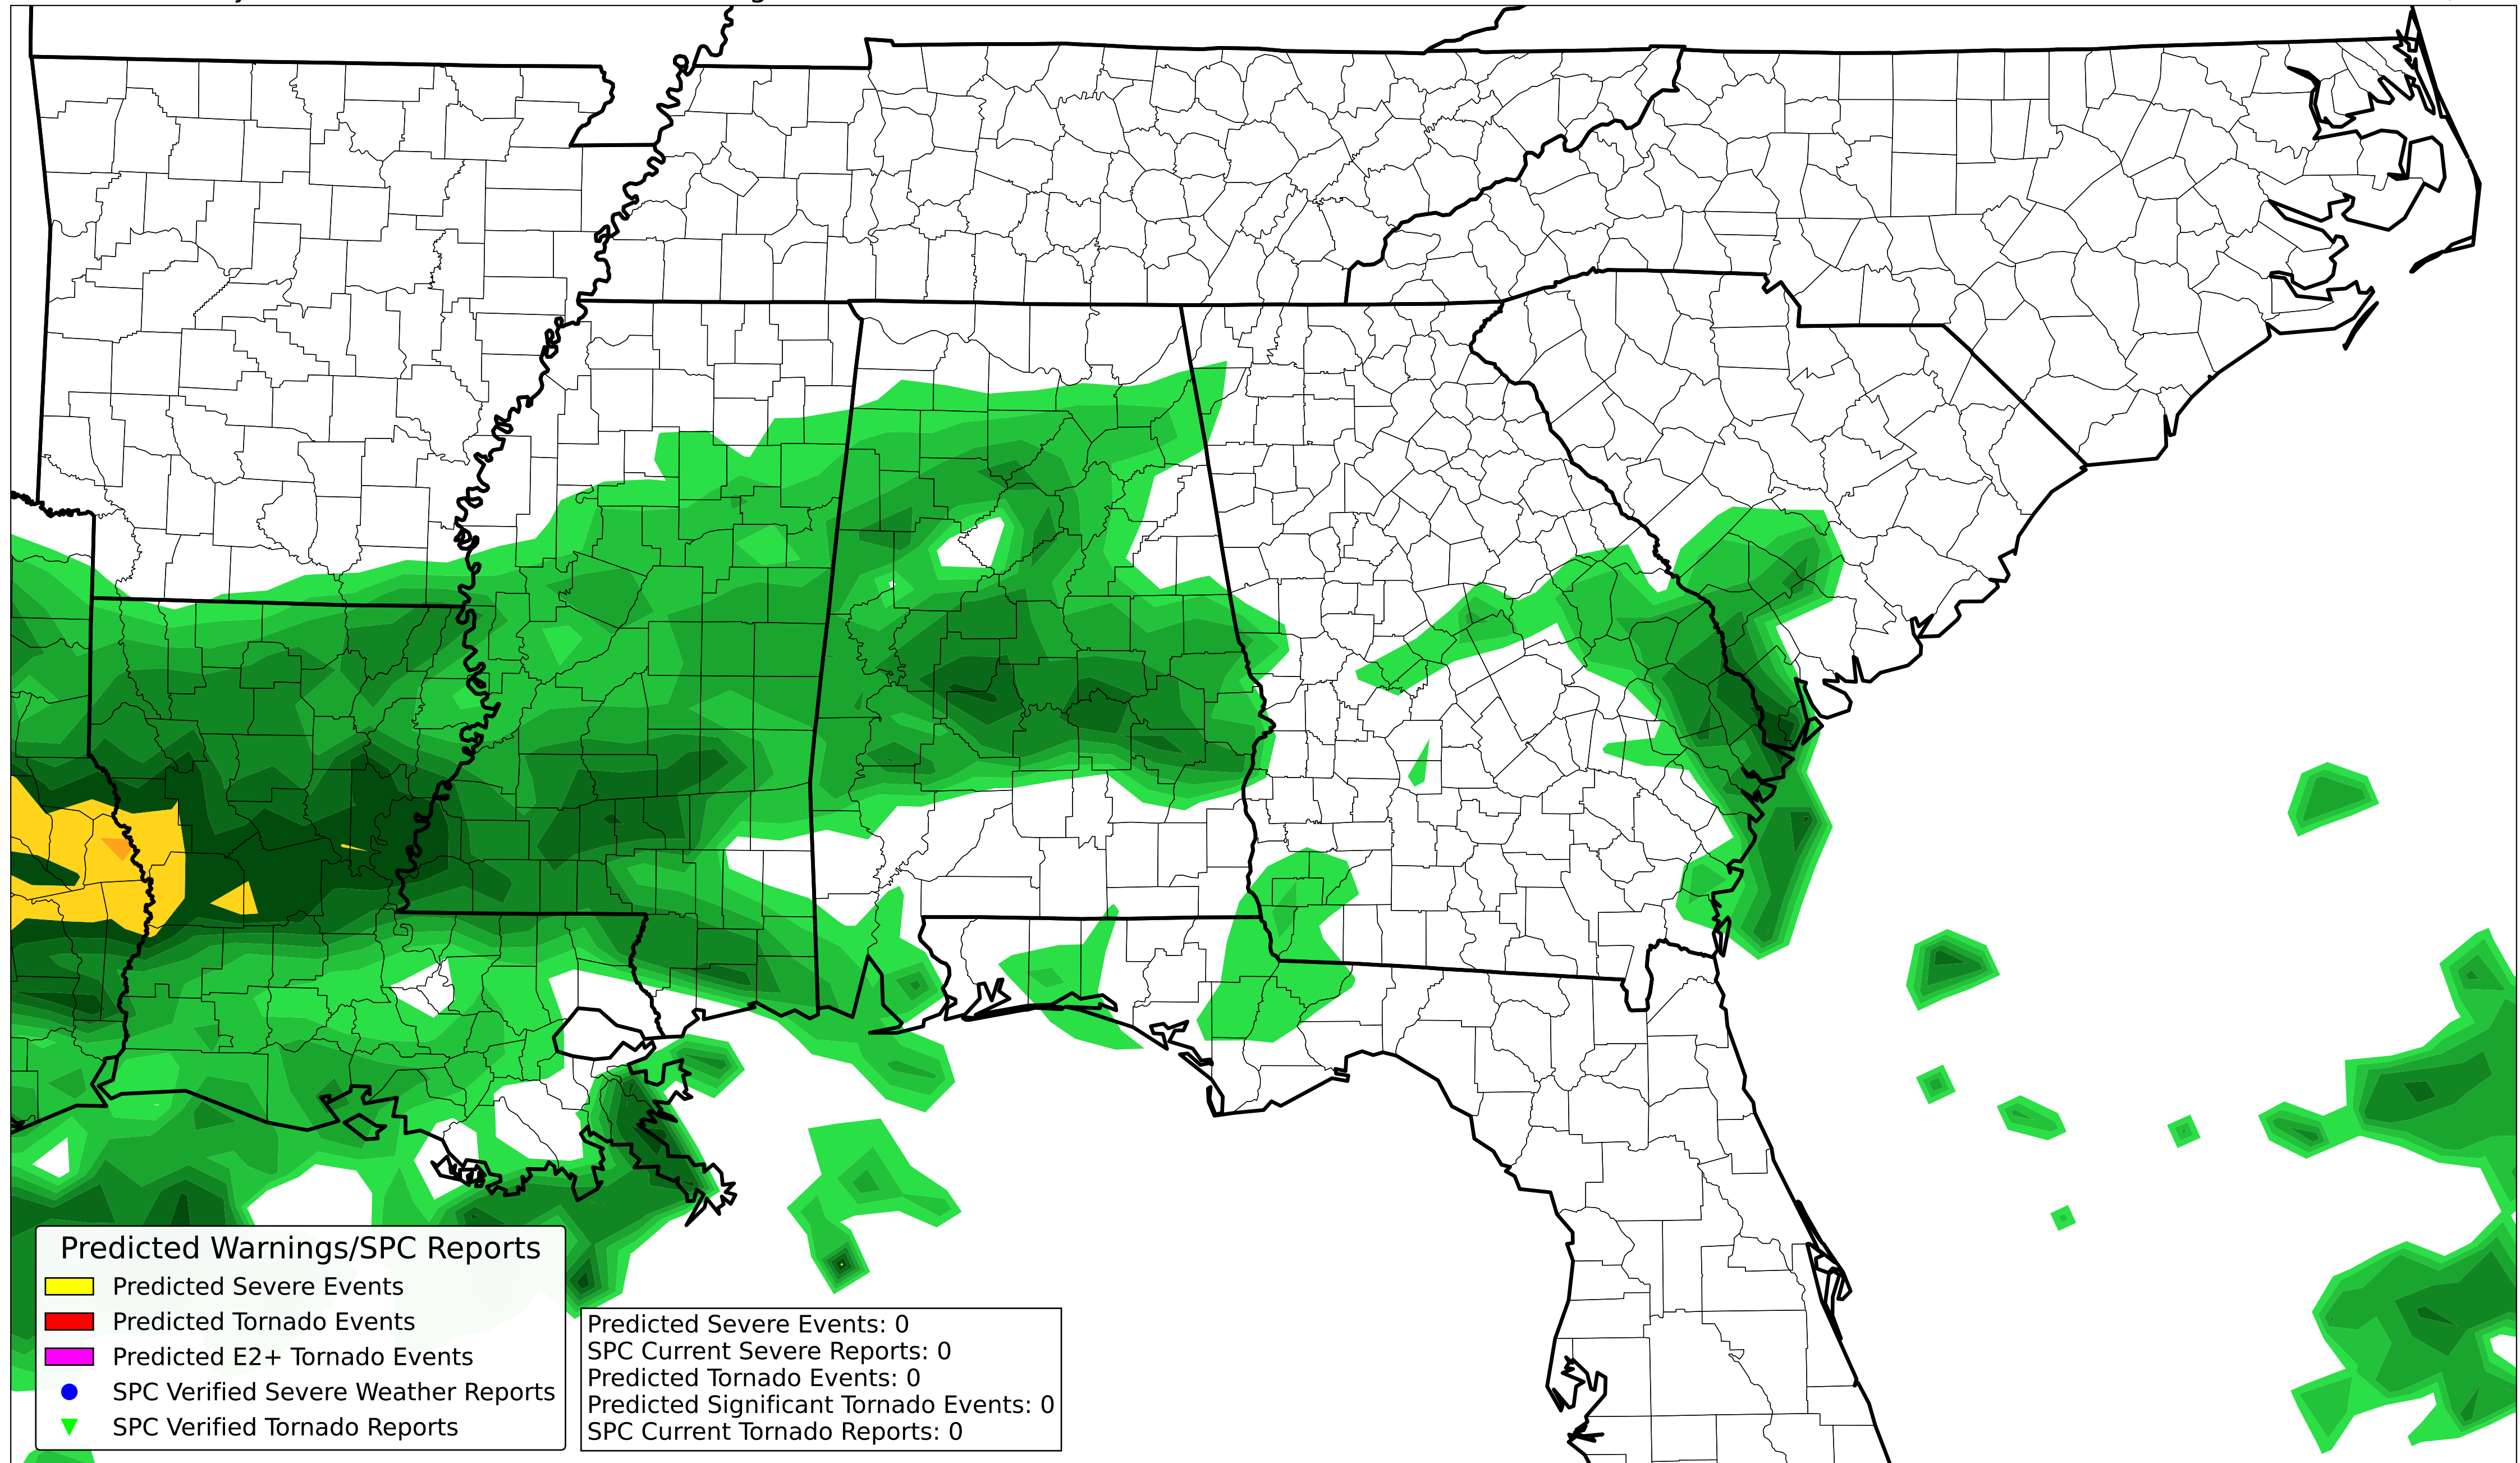 Predicted Warnings/SPC Reports
Predicted Severe Events
Predicted Tornado Events
Predicted E2+ Tornado Events
SPC Verified Severe Weather Reports
SPC Verified Tornado Reports
Predicted Severe Events: 0
SPC Current Severe Reports: 0
Predicted Tornado Events: 0
Predicted Significant Tornado Events: 0
SPC Current Tornado Reports: 0